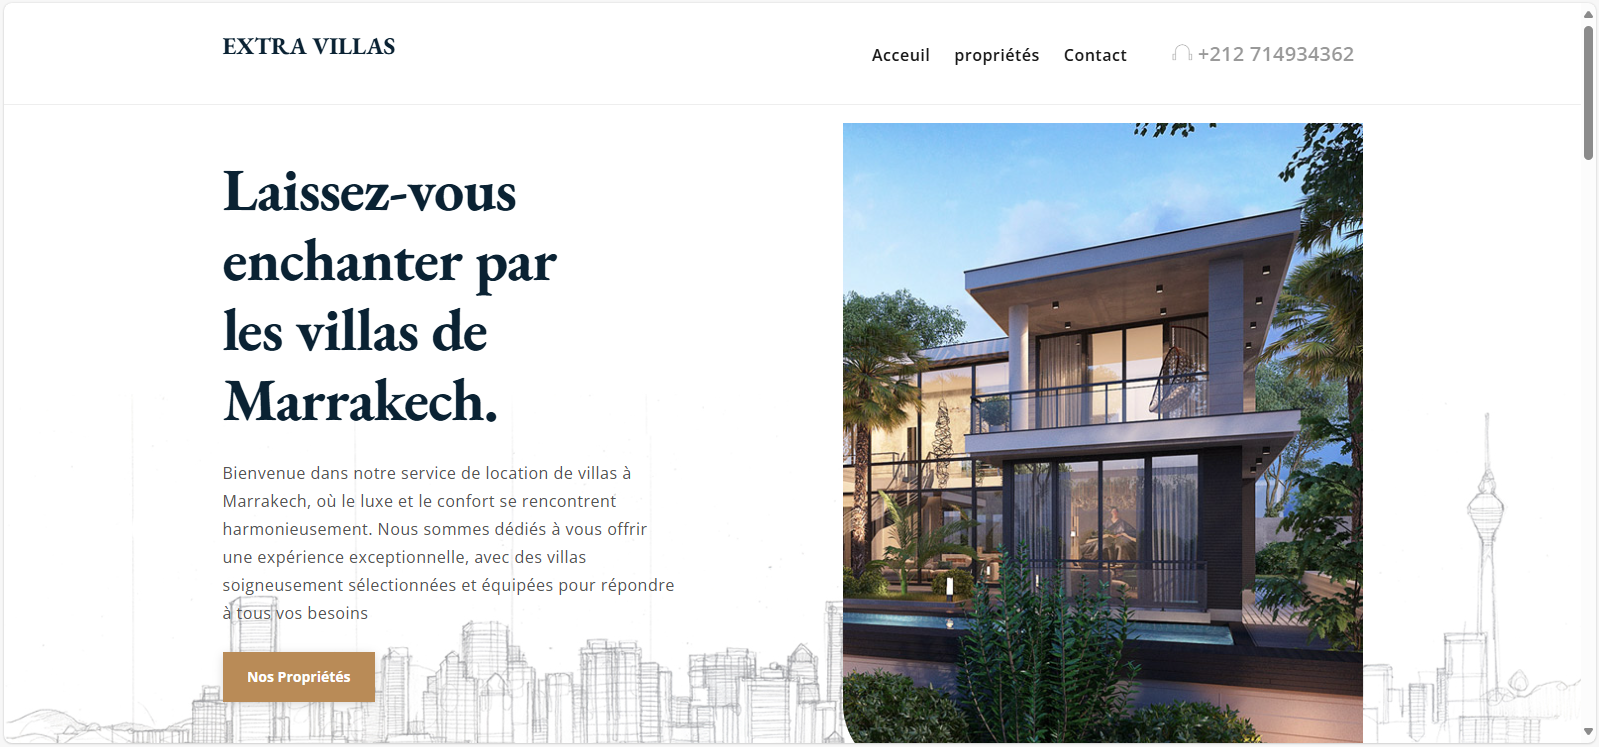 EXTRA VILLAS
Acceuil propriétés Contact +212 714934362
Laissez-vous
enchanter par
les villas de
Marrakech.
Bienvenue dans notre service de location de villas à
Marrakech, où le luxe et le confort se rencontrent
harmonieusement. Nous sommes dédiés à vous offrir
une expérience exceptionnelle, avec des villas
soigneusement sélectionnées et équipées pour répondre
à tous vos besoins
Nos Propriétés